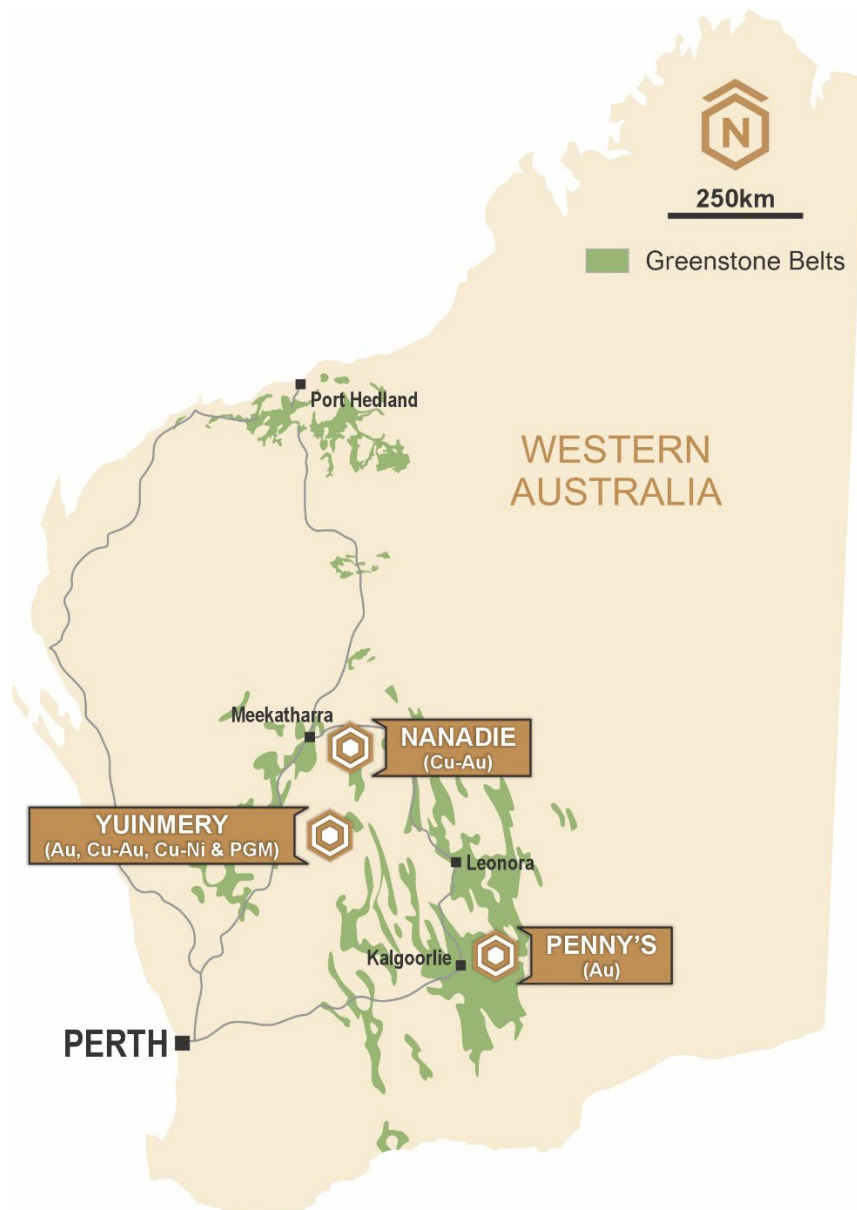 N
250km
Greenstone Belts
Port Hedland
WESTERN
AUSTRALIA
Meekatharra
NANADIE
(Cu-Au)
YUINMERY
(Au, Cu-Au, Cu-Ni & PGM)
Leonora
Kalgoorlie
PENNY'S
(Au)
PERTH